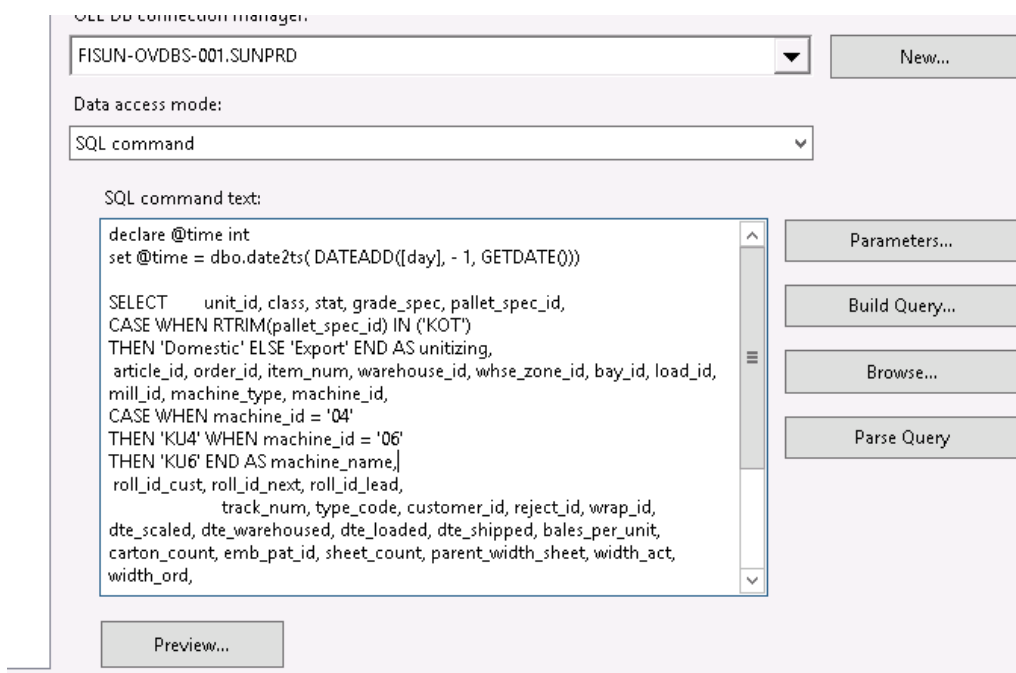 OLE DB connection manager:
FISUN-OVDBS-001.SUNPRD
New...
Data access mode:
SQL command
SQL command text:
declare @time int
set @time = dbo.date2ts( DATEADD([day], - 1, GETDATE()))
SELECT unit_id, class, stat, grade_spec, pallet_spec_id,
CASE WHEN RTRIM(pallet_spec_id) IN ('KOT')
THEN 'Domestic' ELSE 'Export' END AS unitizing,
article_id, order_id, item_num, warehouse_id, whse_zone_id, bay_id, load_id,
mill_id, machine_type, machine_id,
CASE WHEN machine_id = '04'
THEN 'KU4' WHEN machine_id = '06'
THEN 'KU6' END AS machine_name,
roll_id_cust, roll_id_next, roll_id_lead,
track_num, type_code, customer_id, reject_id, wrap_id,
dte_scaled, dte_warehoused, dte_loaded, dte_shipped, bales_per_unit,
carton_count, emb_pat_id, sheet_count, parent_width_sheet, width_act,
width_ord,
Parameters...
Build Query...
Browse...
Parse Query
Preview...